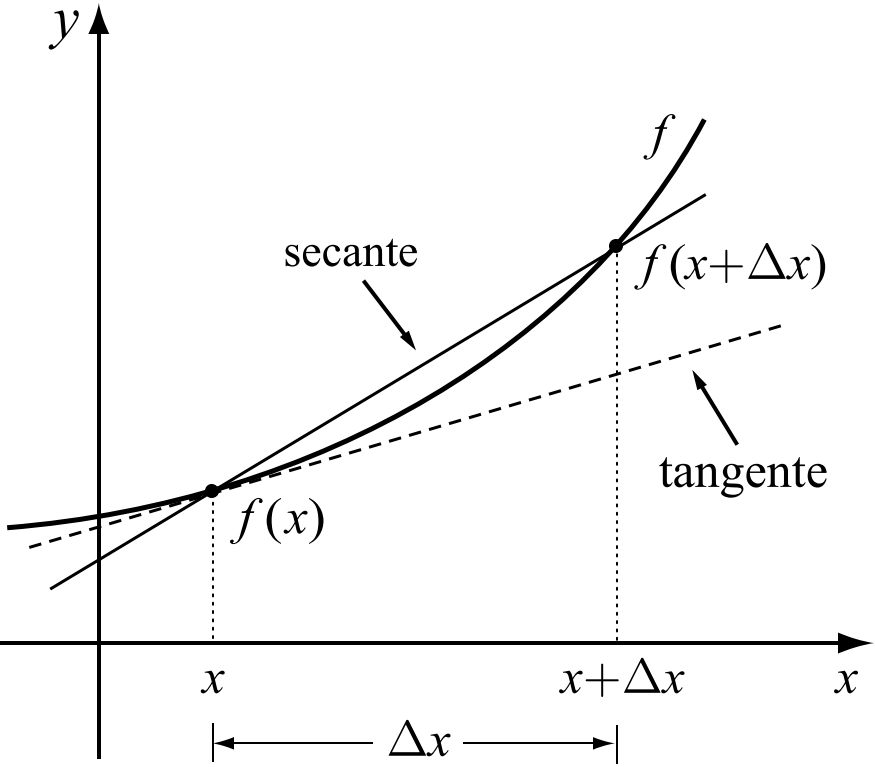 y
f
secante
f(x+Δx)
tangente
f(x)
x
x+Δx
x
Δx